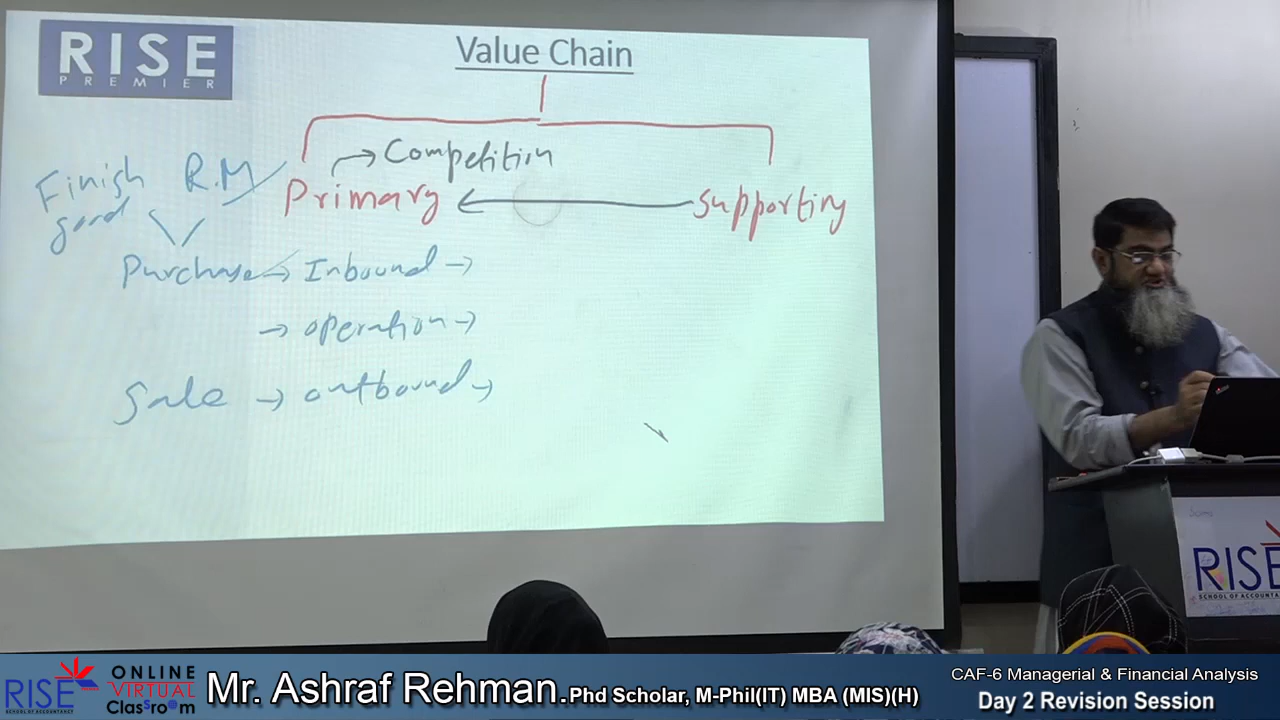 RISE
PREMIER
Value Chain
Competition
Finish R.M Primary Supporting
good
Purchase → Inbound →
→ operation →
Sale → outbound →
RISE
SCHOOL OF ACCOUNTANCY
RISE
ONLINE
VIRTUAL
Classroom
Mr. Ashraf Rehman.Phd Scholar, M-Phil(IT) MBA (MIS)(H)
CAF-6 Managerial & Financial Analysis
Day 2 Revision Session